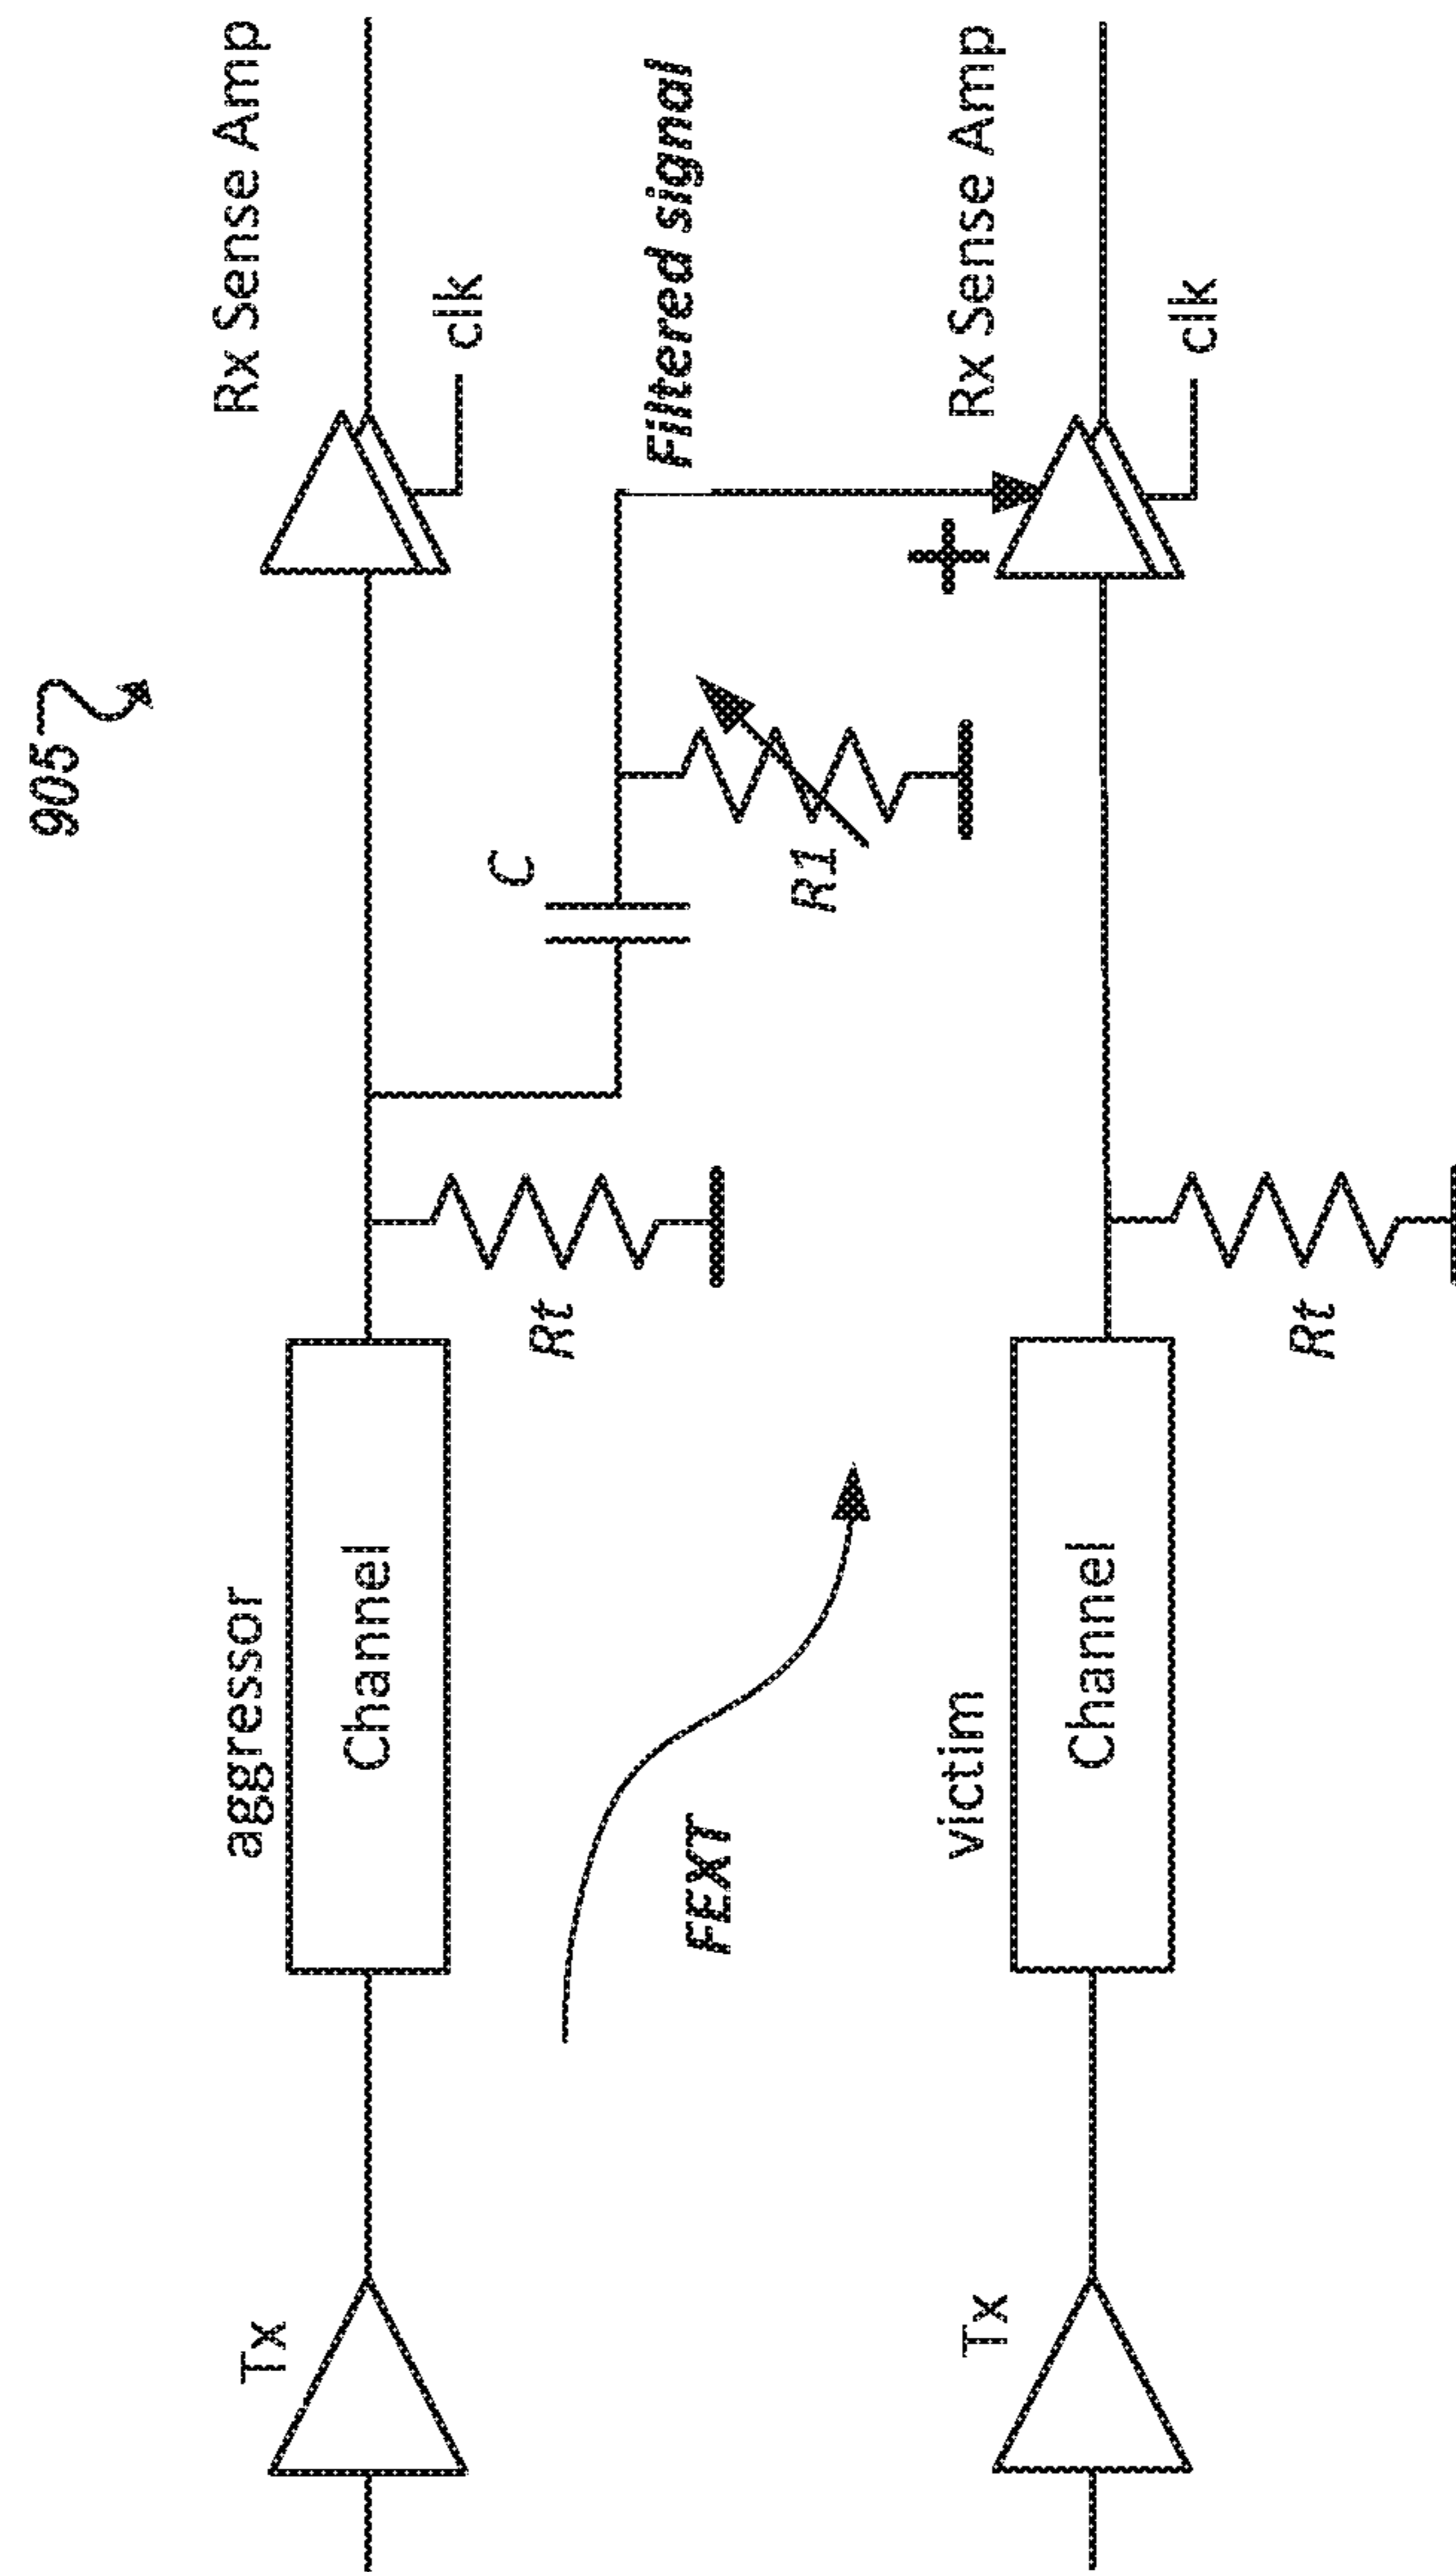 905
Tx
aggressor
Channel
Rt
C
R1
Rx Sense Amp
clk
FEXT
Filtered signal
Tx
victim
Channel
Rt
+
Rx Sense Amp
clk